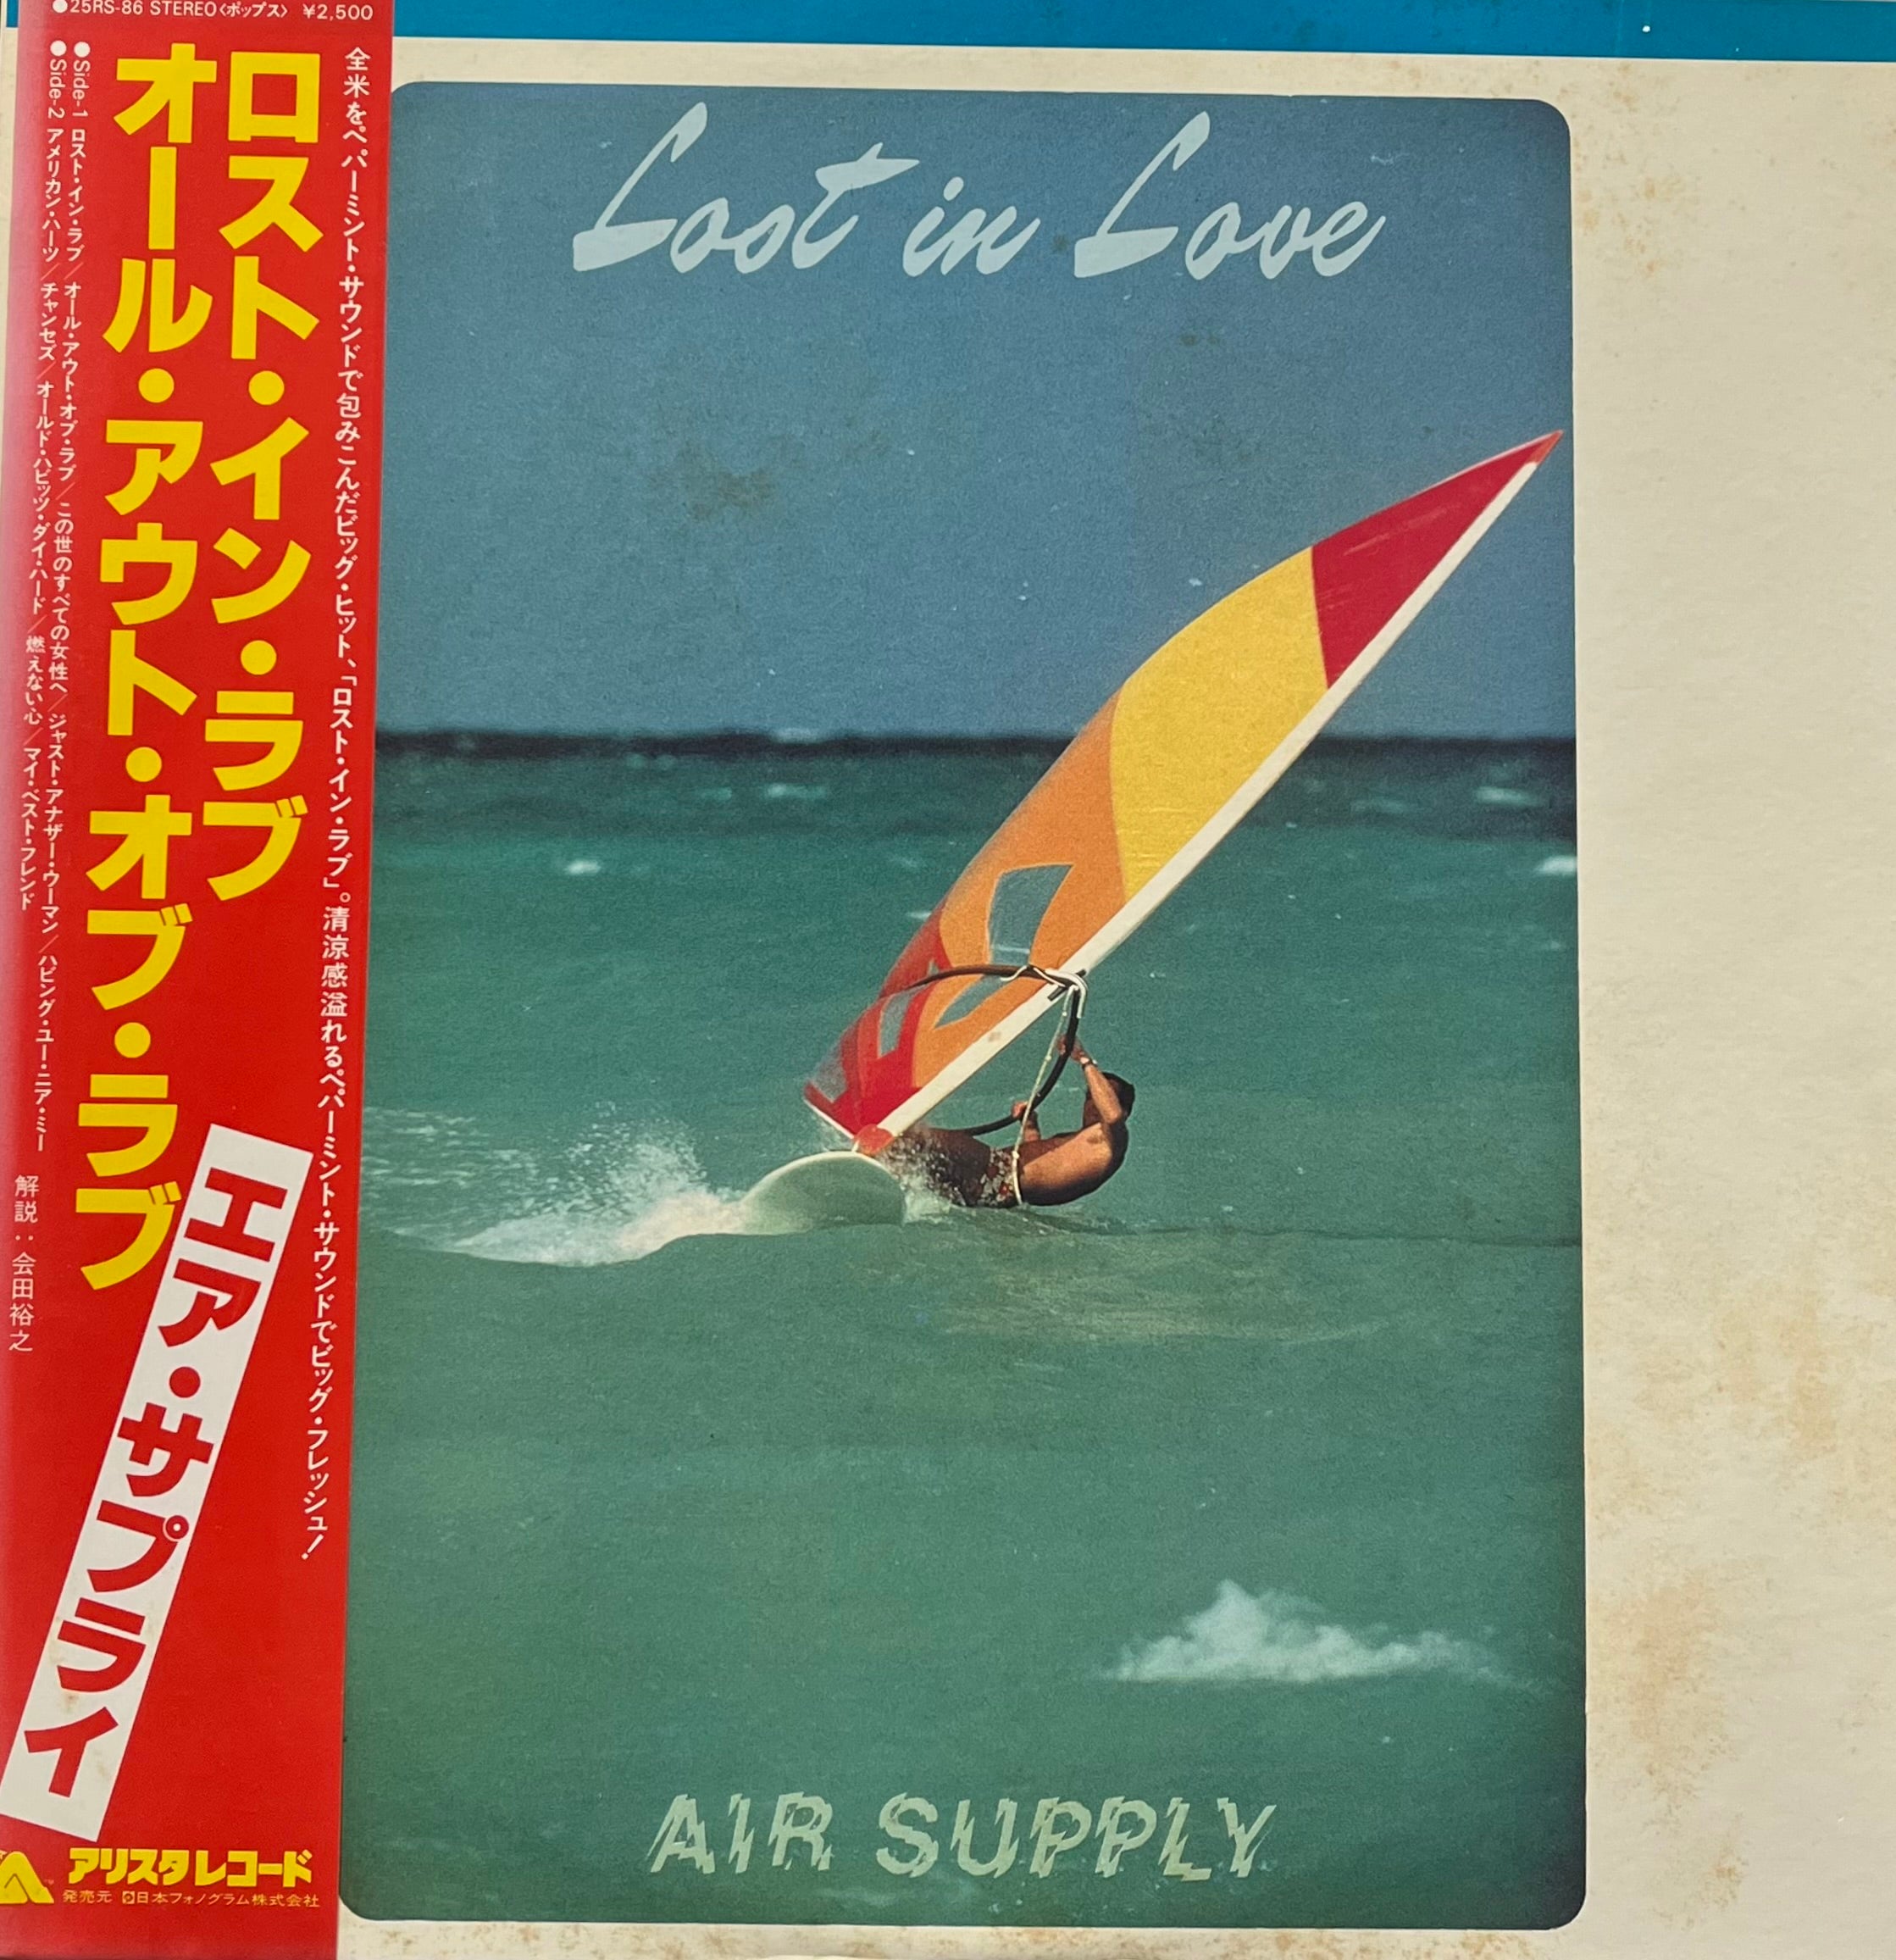 ●25RS-86 STEREO〈ポップス〉 ¥2,500
全米をペパーミント・サウンドで包みこんだビッグ・ヒット、「ロスト・イン・ラブ」。清涼感溢れるペパーミント・サウンドでビッグ・フレッシュ!
ロスト・イン・ラブ
オール・アウト・オブ・ラブ
エア・サプライ
●Side-1 ロスト・イン・ラブ/オール・アウト・オブ・ラブ/この世のすべての女性へ/ジャスト・アナザー・ウーマン/ハビング・ユー・ニア・ミー
●Side-2 アメリカン・ハーツ/チャンセズ/オールド・ハビッツ・ダイ・ハード/燃えない心/マイ・ベスト・フレンド
解説:会田裕之
アリスタレコード
発売元 日本フォノグラム株式会社
Lost in Love
AIR SUPPLY